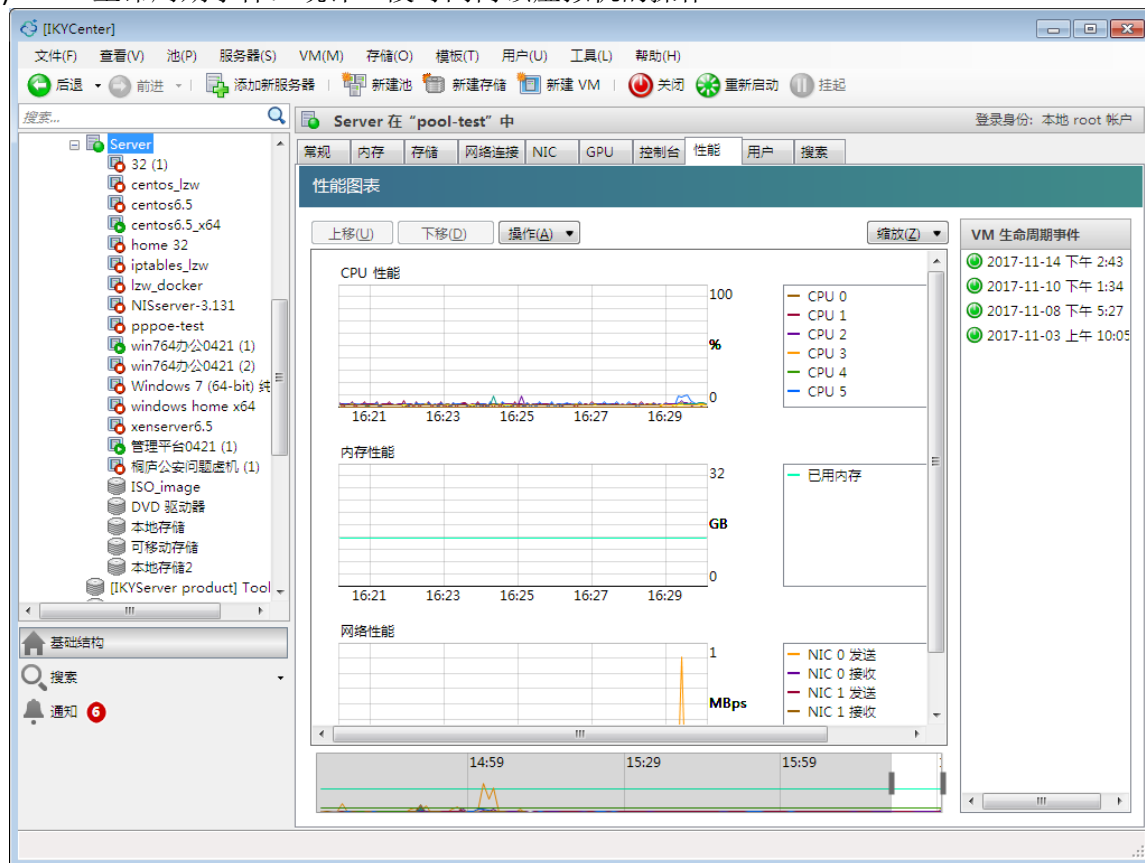 [IKYCenter]
文件(F) 查看(V) 池(P) 服务器(S) VM(M) 存储(O) 模板(T) 用户(U) 工具(L) 帮助(H)
后退 前进 添加新服务器 新建池 新建存储 新建 VM 关闭 重新启动 挂起
搜索...
Server 在 “pool-test” 中
登录身份: 本地 root 帐户
Server
32 (1)
centos_lzw
centos6.5
centos6.5_x64
home 32
iptables_lzw
lzw_docker
NISserver-3.131
pppoe-test
win764办公0421 (1)
win764办公0421 (2)
Windows 7 (64-bit) 纯
windows home x64
xenserver6.5
管理平台0421 (1)
桐庐公安问题虚机 (1)
ISO_image
DVD 驱动器
本地存储
可移动存储
本地存储2
[IKYServer product] Tool
基础结构
搜索
通知 6
常规 内存 存储 网络连接 NIC GPU 控制台 性能 用户 搜索
性能图表
上移(U) 下移(D) 操作(A) 缩放(Z)
CPU 性能
100
%
0
16:21 16:23 16:25 16:27 16:29
CPU 0
CPU 1
CPU 2
CPU 3
CPU 4
CPU 5
内存性能
32
GB
0
16:21 16:23 16:25 16:27 16:29
已用内存
网络性能
1
MBps
NIC 0 发送
NIC 0 接收
NIC 1 发送
NIC 1 接收
14:59 15:29 15:59
VM 生命周期事件
2017-11-14 下午 2:43
2017-11-10 下午 1:34
2017-11-08 下午 5:27
2017-11-03 上午 10:05